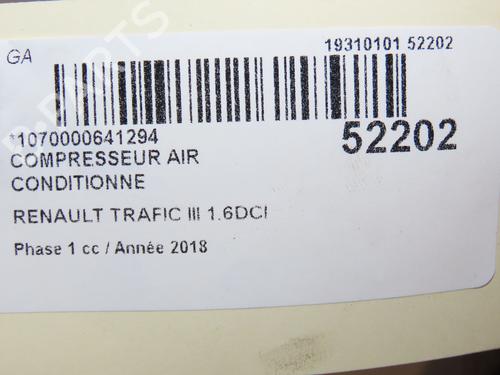 GA
19310101 52202
*1070000641294
52202
COMPRESSEUR AIR
CONDITIONNE
RENAULT TRAFIC III 1.6DCI
Phase 1 cc / Année 2018